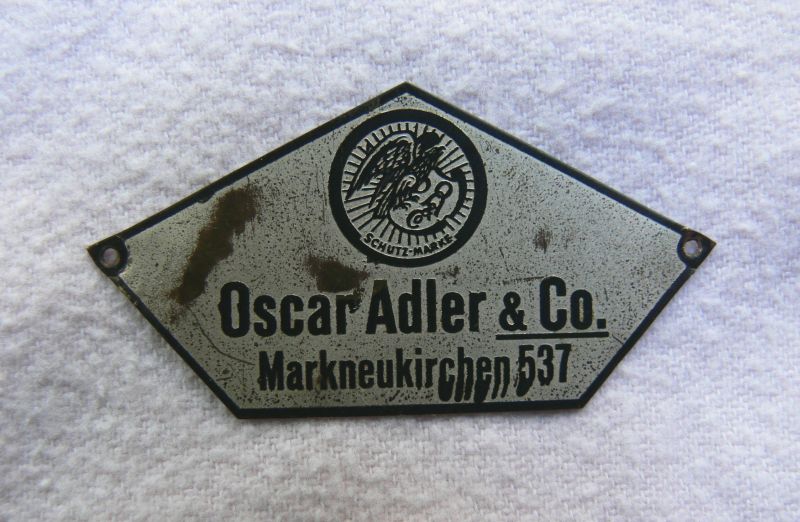 SCHUTZ-MARKE
Oscar Adler & Co.
Markneukirchen 537